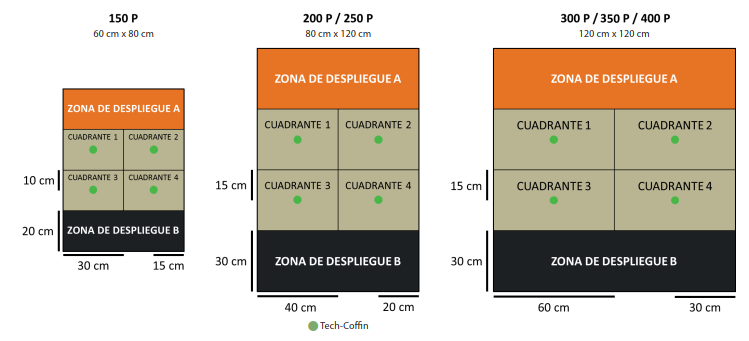 150 P
60 cm x 80 cm
ZONA DE DESPLIEGUE A
CUADRANTE 1
CUADRANTE 2
CUADRANTE 3
CUADRANTE 4
ZONA DE DESPLIEGUE B
10 cm
20 cm
30 cm
15 cm
200 P / 250 P
80 cm x 120 cm
ZONA DE DESPLIEGUE A
CUADRANTE 1
CUADRANTE 2
CUADRANTE 3
CUADRANTE 4
ZONA DE DESPLIEGUE B
15 cm
30 cm
40 cm
20 cm
Tech-Coffin
300 P / 350 P / 400 P
120 cm x 120 cm
ZONA DE DESPLIEGUE A
CUADRANTE 1
CUADRANTE 2
CUADRANTE 3
CUADRANTE 4
ZONA DE DESPLIEGUE B
15 cm
30 cm
60 cm
30 cm